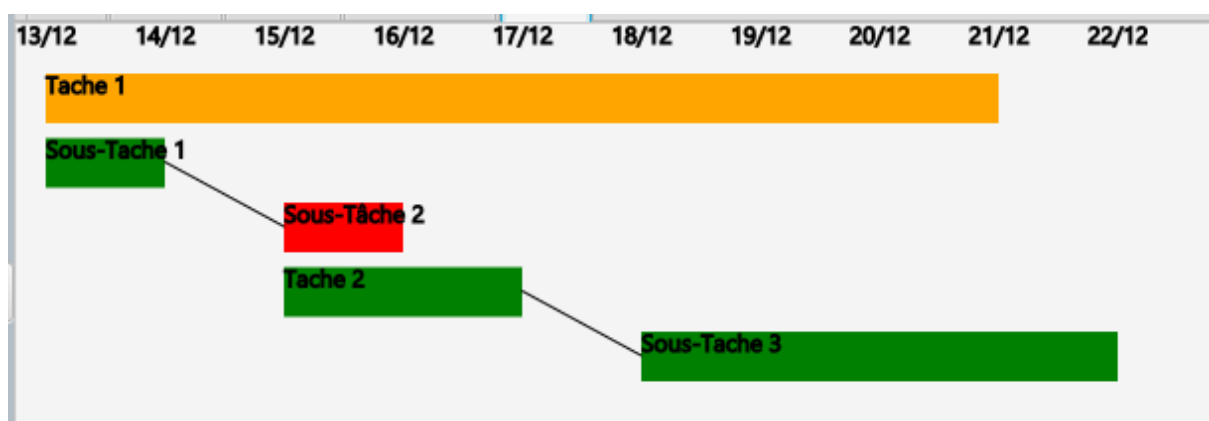 13/12 14/12 15/12 16/12 17/12 18/12 19/12 20/12 21/12 22/12
Tache 1
Sous-Tache 1
Sous-Tâche 2
Tache 2
Sous-Tache 3